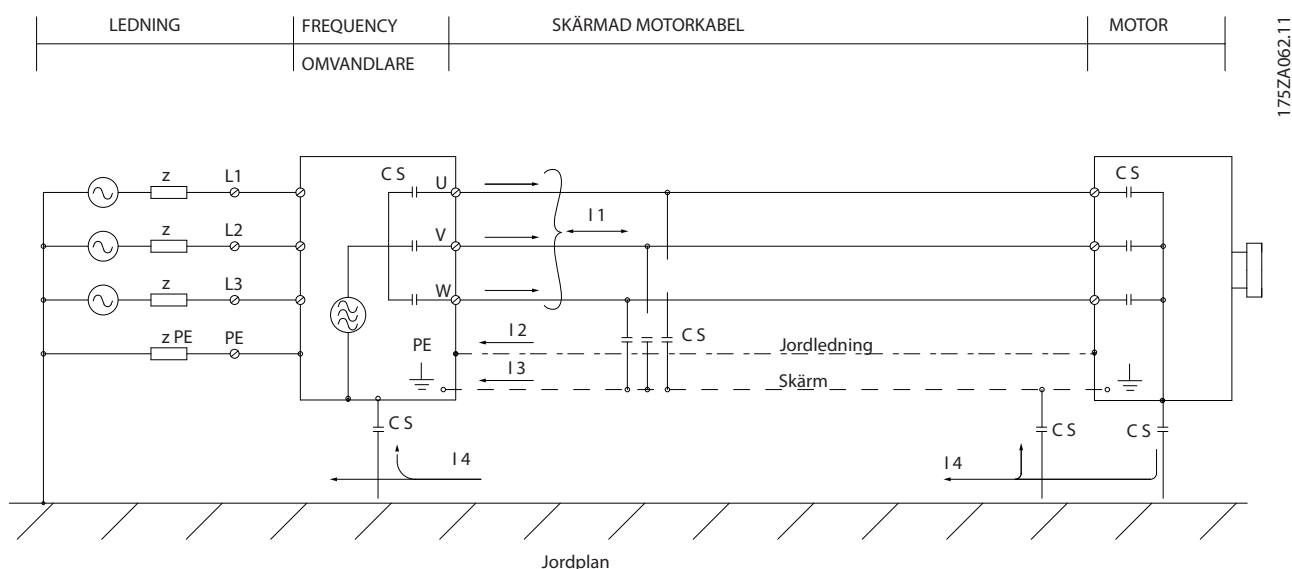 LEDNING
FREQUENCY
OMVANDLARE
SKÄRMAD MOTORKABEL
MOTOR
175ZA062.11
z
L1
C S
U
I 1
C S
z
L2
V
z
L3
W
z PE
PE
PE
I 2
C S
Jordledning
I 3
Skärm
C S
C S
C S
I 4
I 4
Jordplan